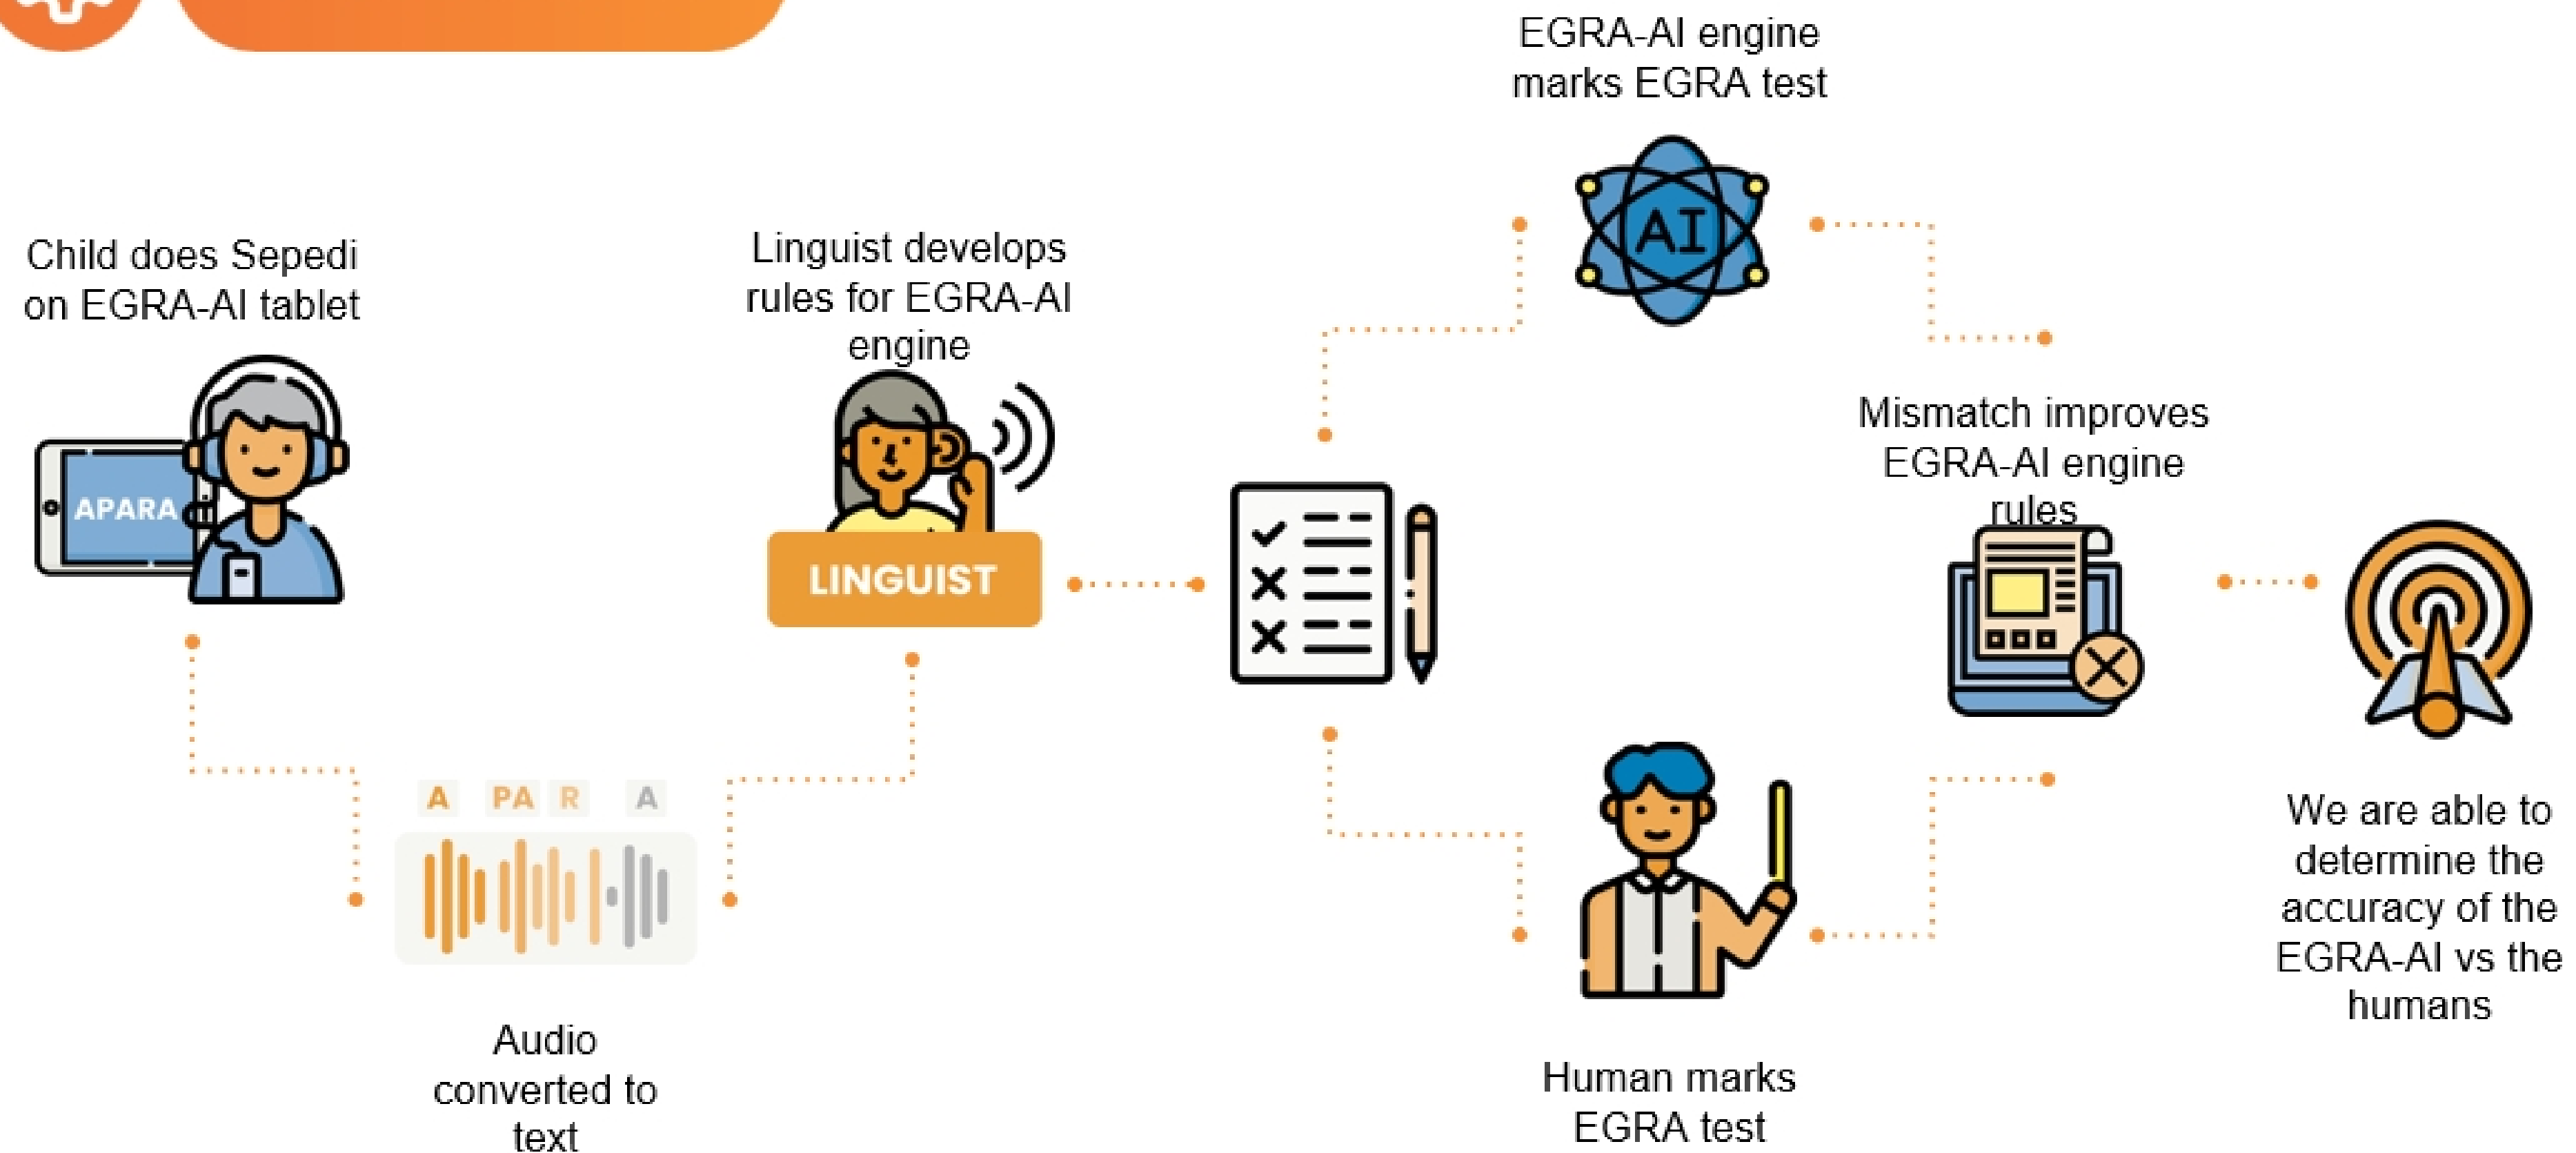 Child does Sepedi
on EGRA-AI tablet
APARA
A PA R A
Audio
converted to
text
Linguist develops
rules for EGRA-AI
engine
LINGUIST
EGRA-AI engine
marks EGRA test
AI
Human marks
EGRA test
Mismatch improves
EGRA-AI engine
rules
We are able to
determine the
accuracy of the
EGRA-AI vs the
humans